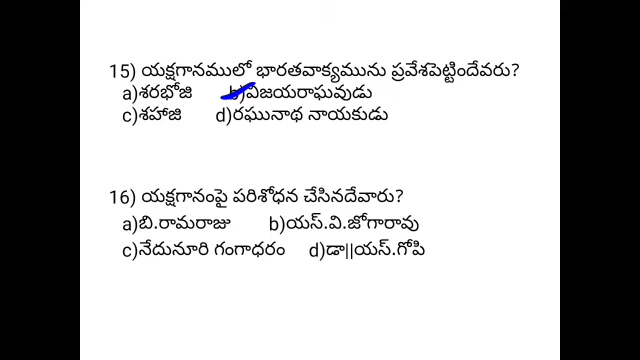 15) యక్షగానములో భారతవాక్యమును ప్రవేశపెట్టిందేవరు?
a)శరభోజి b)విజయరాఘవుడు
c)శహాజి d)రఘునాథ నాయకుడు
16) యక్షగానంపై పరిశోధన చేసినదేవారు?
a)బి.రామరాజు b)యస్.వి.జోగారావు
c)నేదునూరి గంగాధరం d)డా||యస్.గోపి